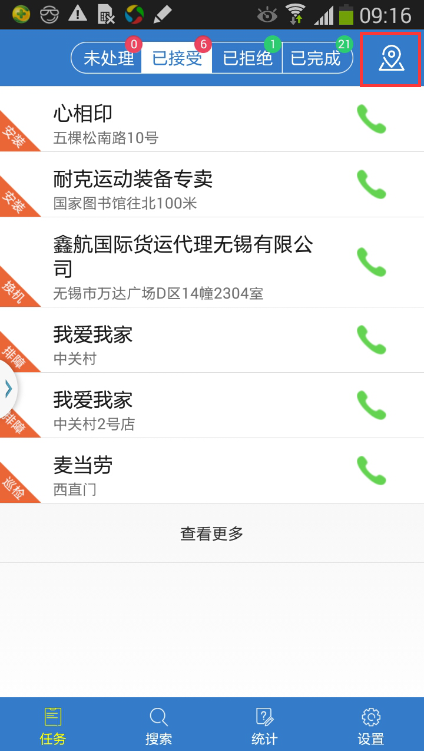 09:16
未处理 0
已接受 6
已拒绝 1
已完成 21
安装
心相印
五棵松南路10号
安装
耐克运动装备专卖
国家图书馆往北100米
换机
鑫航国际货运代理无锡有限公
司
无锡市万达广场D区14幢2304室
排障
我爱我家
中关村
排障
我爱我家
中关村2号店
巡检
麦当劳
西直门
查看更多
任务
搜索
统计
设置